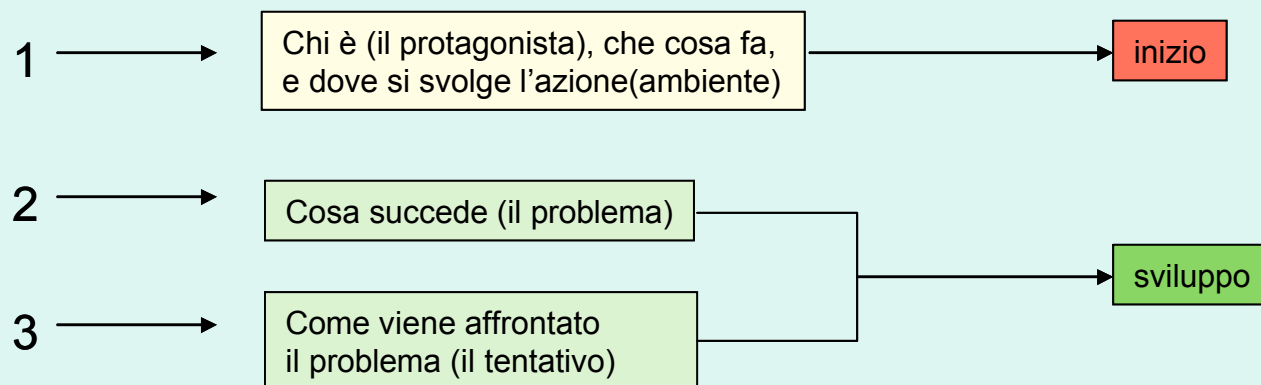 1
Chi è (il protagonista), che cosa fa,
e dove si svolge l’azione(ambiente)
inizio
2
Cosa succede (il problema)
sviluppo
3
Come viene affrontato
il problema (il tentativo)